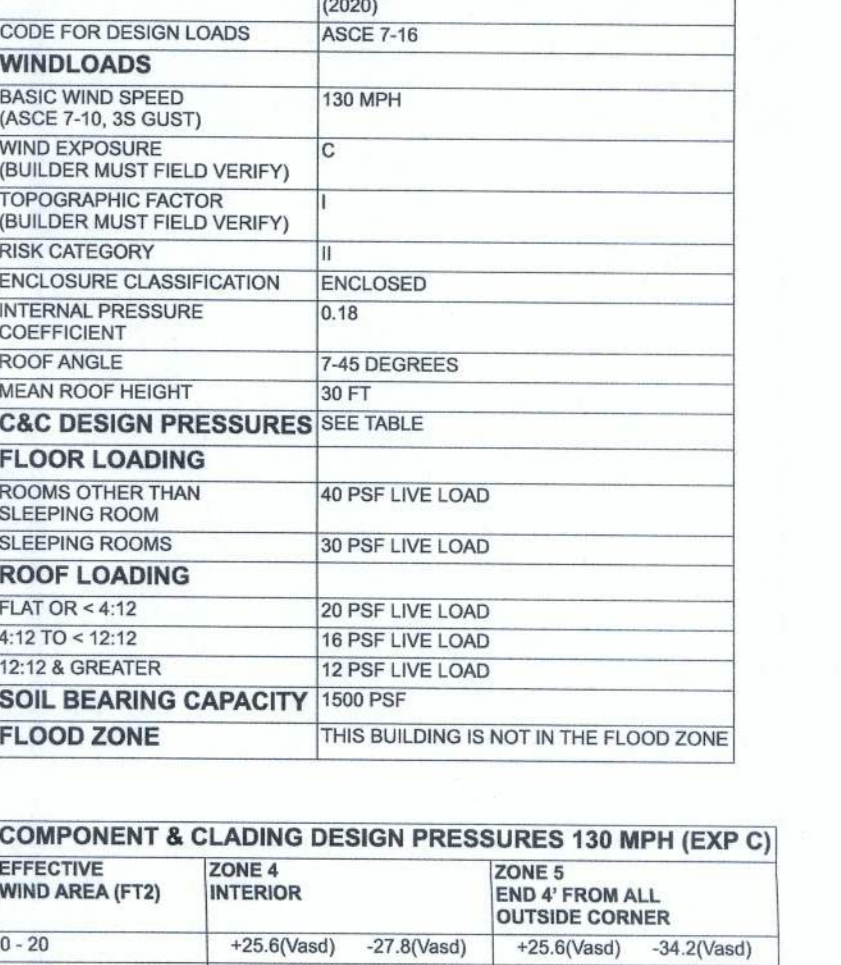 (2020)
CODE FOR DESIGN LOADS ASCE 7-16
WINDLOADS
BASIC WIND SPEED 130 MPH
(ASCE 7-10, 3S GUST)
WIND EXPOSURE C
(BUILDER MUST FIELD VERIFY)
TOPOGRAPHIC FACTOR I
(BUILDER MUST FIELD VERIFY)
RISK CATEGORY II
ENCLOSURE CLASSIFICATION ENCLOSED
INTERNAL PRESSURE 0.18
COEFFICIENT
ROOF ANGLE 7-45 DEGREES
MEAN ROOF HEIGHT 30 FT
C&C DESIGN PRESSURES SEE TABLE
FLOOR LOADING
ROOMS OTHER THAN 40 PSF LIVE LOAD
SLEEPING ROOM
SLEEPING ROOMS 30 PSF LIVE LOAD
ROOF LOADING
FLAT OR < 4:12 20 PSF LIVE LOAD
4:12 TO < 12:12 16 PSF LIVE LOAD
12:12 & GREATER 12 PSF LIVE LOAD
SOIL BEARING CAPACITY 1500 PSF
FLOOD ZONE THIS BUILDING IS NOT IN THE FLOOD ZONE
COMPONENT & CLADING DESIGN PRESSURES 130 MPH (EXP C)
EFFECTIVE ZONE 4 ZONE 5
WIND AREA (FT2) INTERIOR END 4' FROM ALL
OUTSIDE CORNER
0 - 20 +25.6(Vasd) -27.8(Vasd) +25.6(Vasd) -34.2(Vasd)